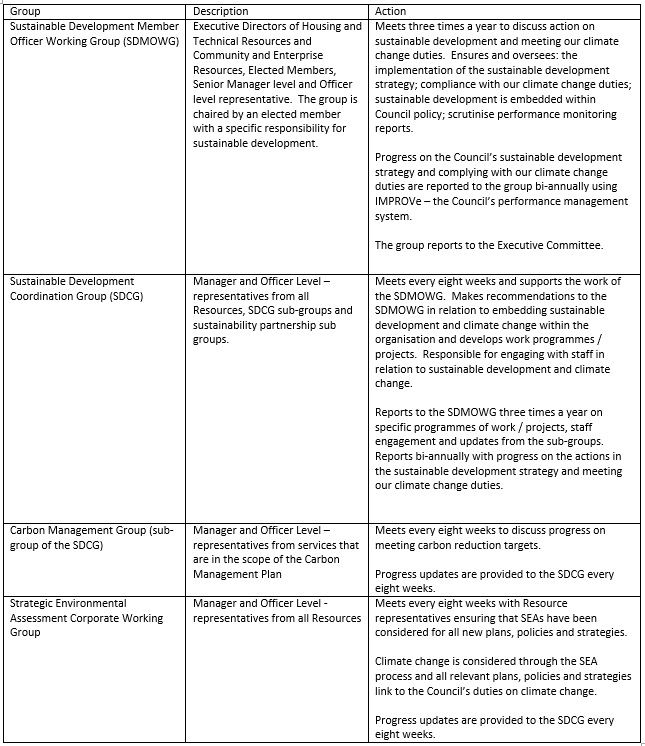 Group
Description
Action
Sustainable Development Member
Officer Working Group (SDMOWG)
Executive Directors of Housing and
Technical Resources and
Community and Enterprise
Resources, Elected Members,
Senior Manager level and Officer
level representative.  The group is
chaired by an elected member
with a specific responsibility for
sustainable development.
Meets three times a year to discuss action on
sustainable development and meeting our climate
change duties.  Ensures and oversees: the
implementation of the sustainable development
strategy; compliance with our climate change duties;
sustainable development is embedded within
Council policy; scrutinise performance monitoring
reports.
Progress on the Council's sustainable development
strategy and complying with our climate change
duties are reported to the group bi-annually using
IMPROVe – the Council's performance management
system.
The group reports to the Executive Committee.
Sustainable Development
Coordination Group (SDCG)
Manager and Officer Level –
representatives from all
Resources, SDCG sub-groups and
sustainability partnership sub
groups.
Meets every eight weeks and supports the work of
the SDMOWG.  Makes recommendations to the
SDMOWG in relation to embedding sustainable
development and climate change within the
organisation and develops work programmes /
projects.  Responsible for engaging with staff in
relation to sustainable development and climate
change.
Reports to the SDMOWG three times a year on
specific programmes of work / projects, staff
engagement and updates from the sub-groups.
Reports bi-annually with progress on the actions in
the sustainable development strategy and meeting
our climate change duties.
Carbon Management Group (sub-
group of the SDCG)
Manager and Officer Level –
representatives from services that
are in the scope of the Carbon
Management Plan
Meets every eight weeks to discuss progress on
meeting carbon reduction targets.
Progress updates are provided to the SDCG every
eight weeks.
Strategic Environmental
Assessment Corporate Working
Group
Manager and Officer Level -
representatives from all Resources
Meets every eight weeks with Resource
representatives ensuring that SEAs have been
considered for all new plans, policies and strategies.
Climate change is considered through the SEA
process and all relevant plans, policies and strategies
link to the Council's duties on climate change.
Progress updates are provided to the SDCG every
eight weeks.